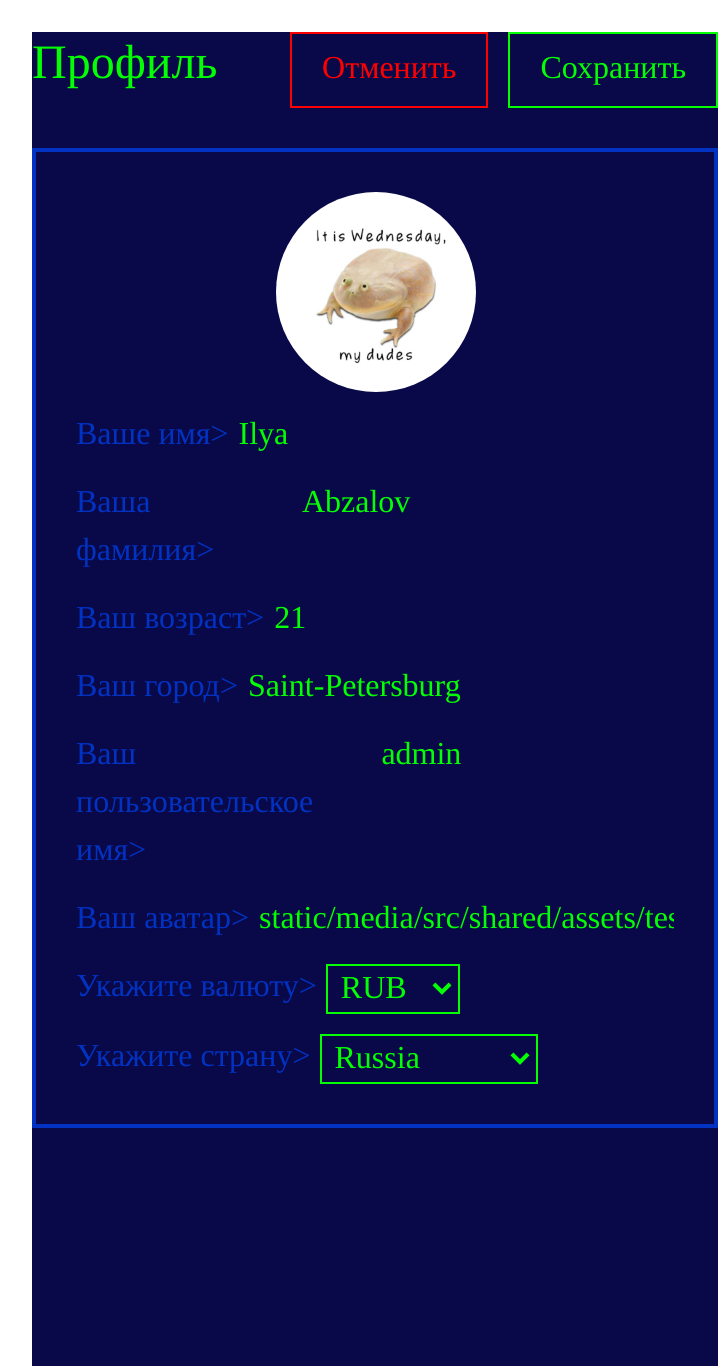 Профиль
Отменить
Сохранить
It is Wednesday,
my dudes
Ваше имя> Ilya
Ваша Abzalov
фамилия>
Ваш возраст> 21
Ваш город> Saint-Petersburg
Ваш admin
пользовательское
имя>
Ваш аватар> static/media/src/shared/assets/tes
Укажите валюту> RUB
Укажите страну> Russia